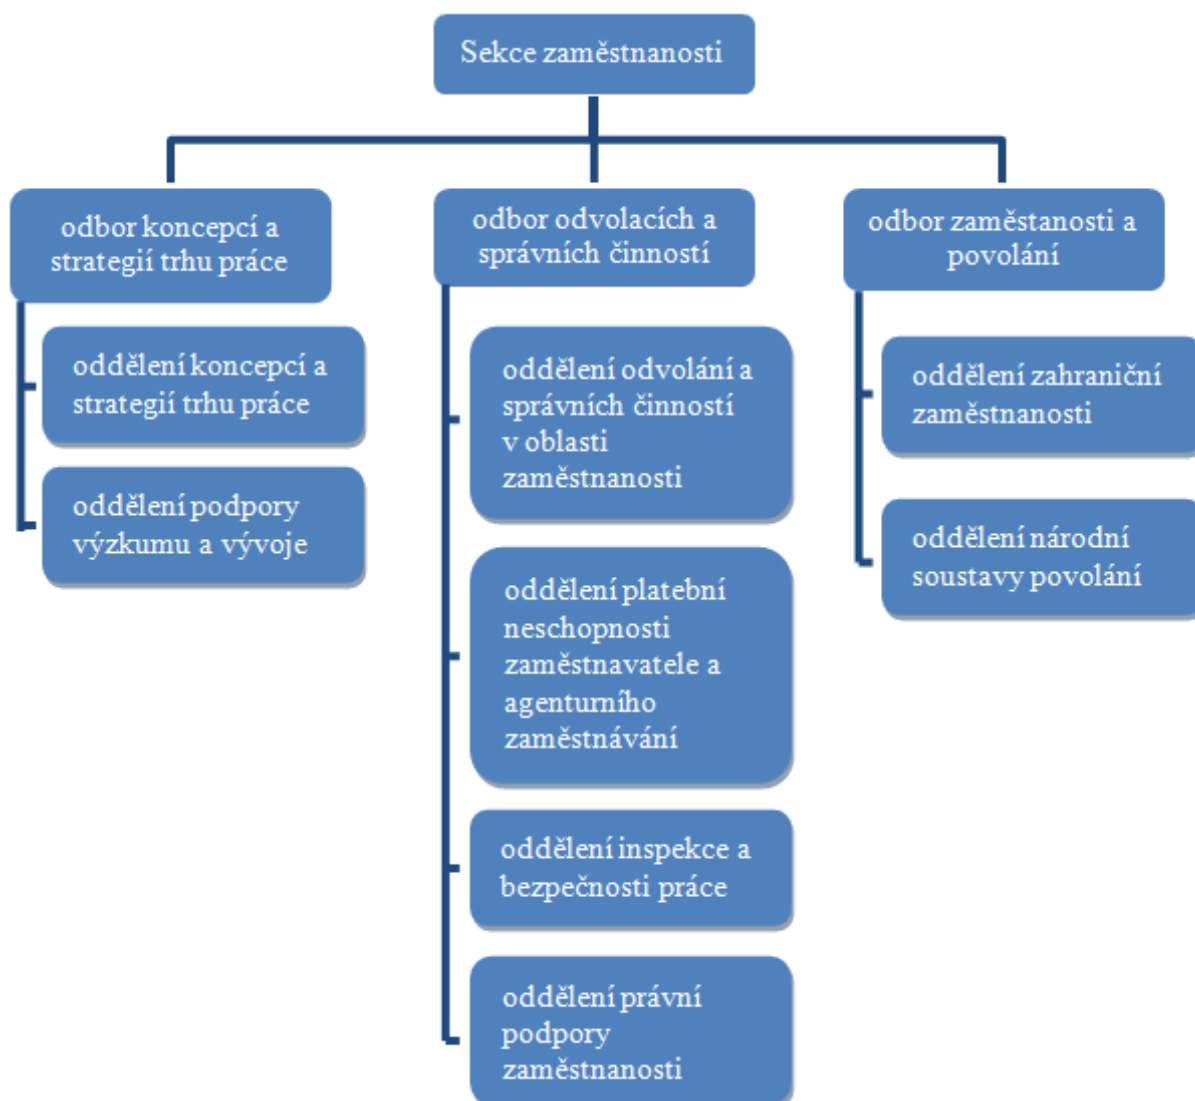 Sekce zaměstnanosti
odbor koncepcí a
strategií trhu práce
oddělení koncepcí a
strategií trhu práce
oddělení podpory
výzkumu a vývoje
odbor odvolacích a
správních činností
oddělení odvolání a
správních činností
v oblasti
zaměstnanosti
oddělení platební
neschopnosti
zaměstnavatele a
agenturního
zaměstnávání
oddělení inspekce a
bezpečnosti práce
oddělení právní
podpory
zaměstnanosti
odbor zaměstanosti a
povolání
oddělení zahraniční
zaměstnanosti
oddělení národní
soustavy povolání